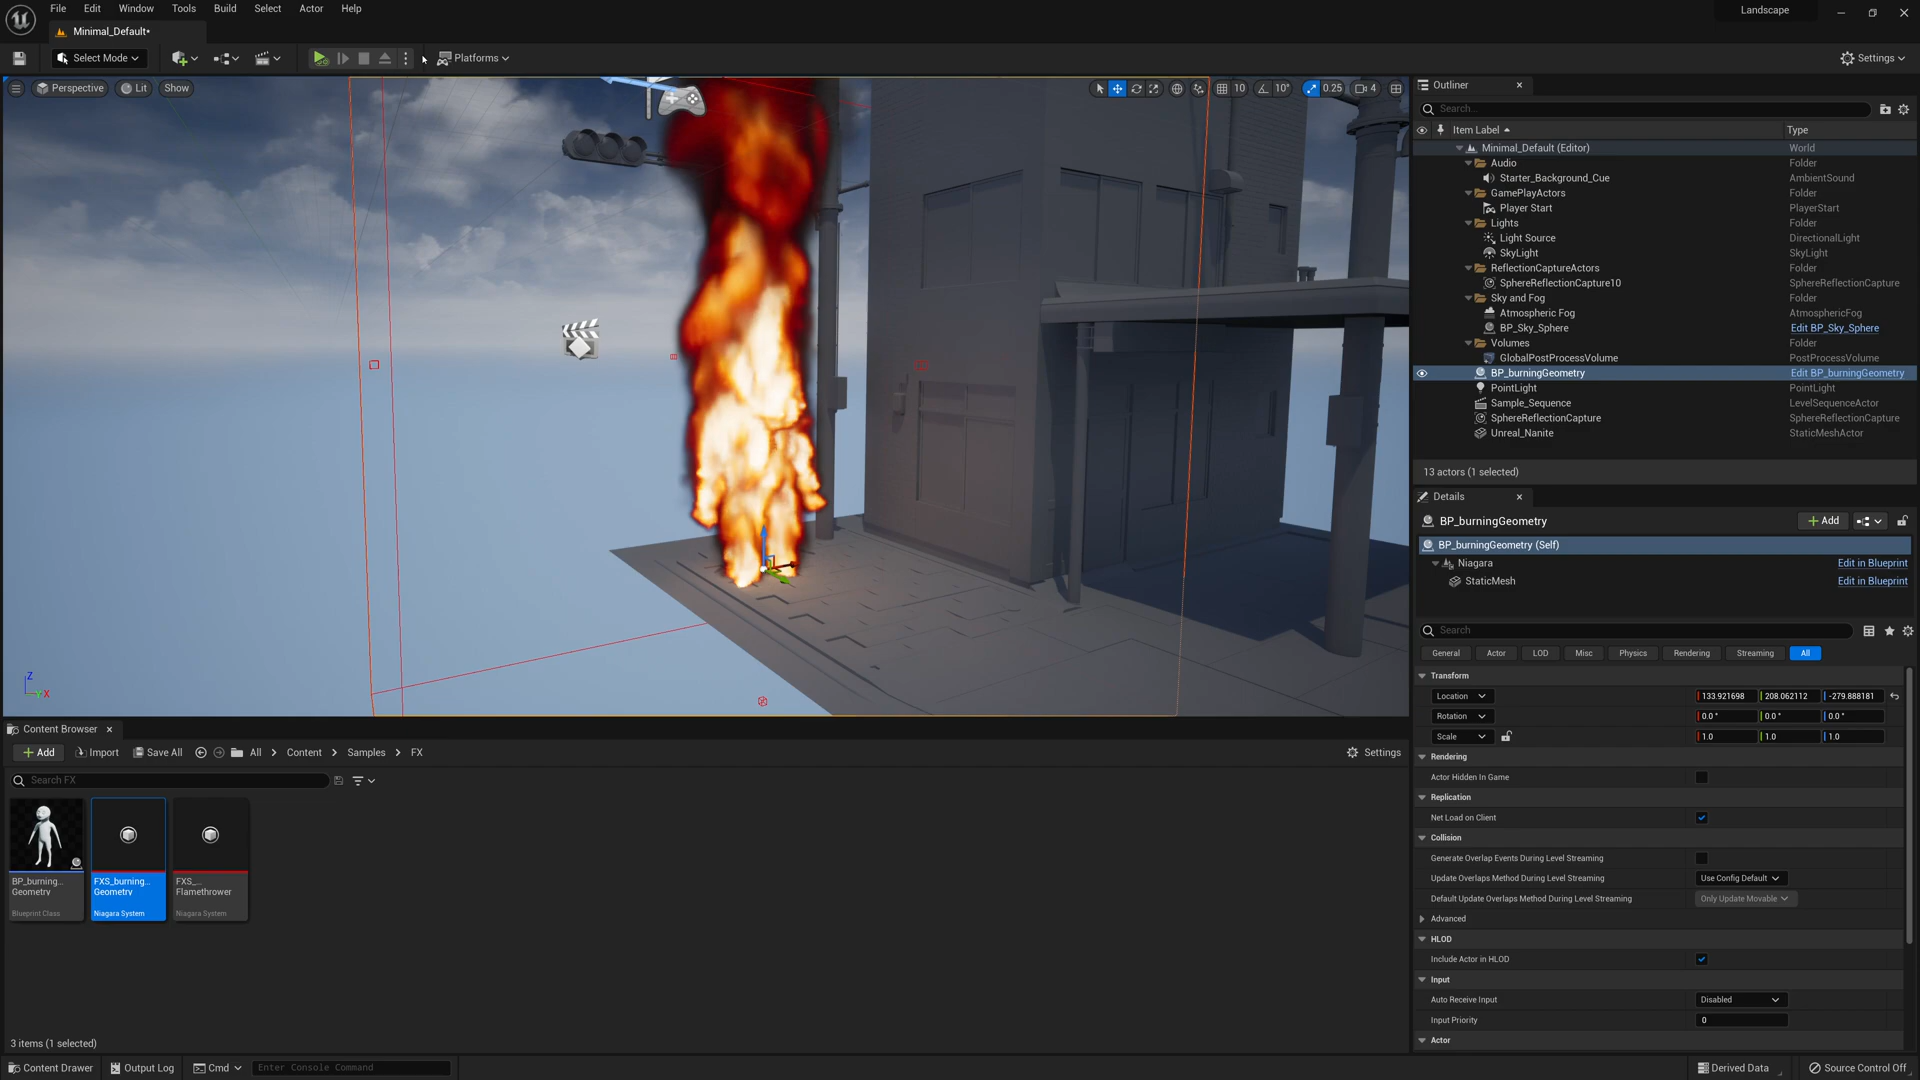 File Edit Window Tools Build Select Actor Help
Landscape
Minimal_Default*
Select Mode
Platforms
Settings
Perspective Lit Show
10 10° 0.25 4
Z
Y X
Outliner
Search...
Item Label Type
Minimal_Default (Editor) World
Audio Folder
Starter_Background_Cue AmbientSound
GamePlayActors Folder
Player Start PlayerStart
Lights Folder
Light Source DirectionalLight
SkyLight SkyLight
ReflectionCaptureActors Folder
SphereReflectionCapture10 SphereReflectionCapture
Sky and Fog Folder
Atmospheric Fog AtmosphericFog
BP_Sky_Sphere Edit BP_Sky_Sphere
Volumes Folder
GlobalPostProcessVolume PostProcessVolume
BP_burningGeometry Edit BP_burningGeometry
PointLight PointLight
Sample_Sequence LevelSequenceActor
SphereReflectionCapture SphereReflectionCapture
Unreal_Nanite StaticMeshActor
13 actors (1 selected)
Details
BP_burningGeometry
Add
BP_burningGeometry (Self)
Niagara Edit in Blueprint
StaticMesh Edit in Blueprint
Search
General Actor LOD Misc Physics Rendering Streaming All
Transform
Location 133.921698 208.062112 -279.888181
Rotation 0.0° 0.0° 0.0°
Scale 1.0 1.0 1.0
Rendering
Actor Hidden In Game
Replication
Net Load on Client
Collision
Generate Overlap Events During Level Streaming
Update Overlaps Method During Level Streaming Use Config Default
Default Update Overlaps Method During Level Streaming Only Update Movable
Advanced
HLOD
Include Actor in HLOD
Input
Auto Receive Input Disabled
Input Priority 0
Actor
Content Browser
Add Import Save All All Content Samples FX
Settings
Search FX
BP_burning...
Geometry
Blueprint Class
FXS_burning...
Geometry
Niagara System
FXS_...
Flamethrower
Niagara System
3 items (1 selected)
Content Drawer Output Log Cmd Enter Console Command
Derived Data Source Control Off